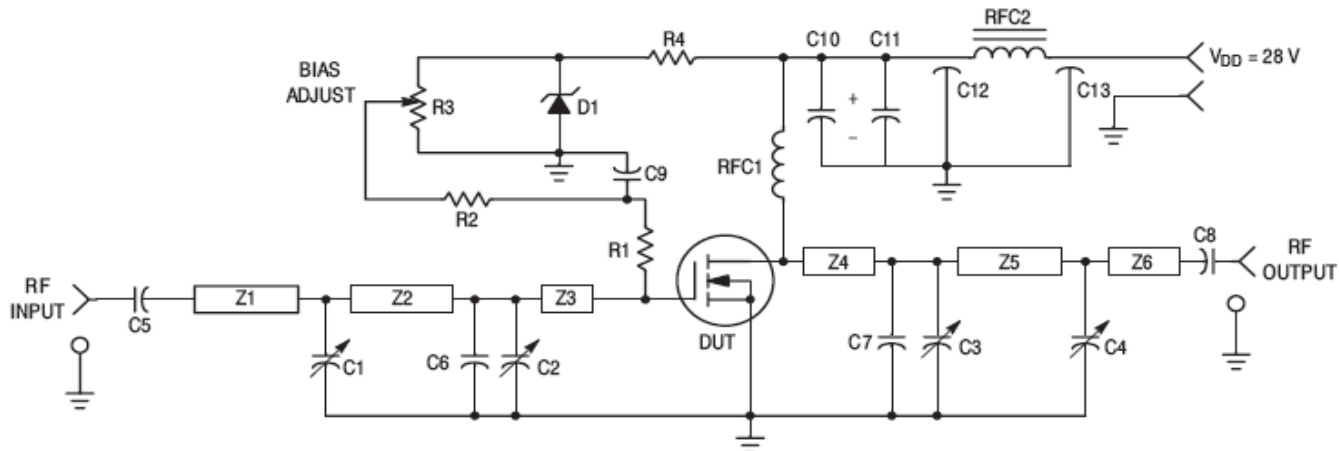 RFC2
R4
C10
C11
V_DD = 28 V
BIAS
ADJUST
R3
D1
+
–
C12
C13
C9
RFC1
R2
R1
C8
RF
OUTPUT
Z4
Z5
Z6
RF
INPUT
C5
Z1
Z2
Z3
DUT
C7
C3
C4
C1
C6
C2